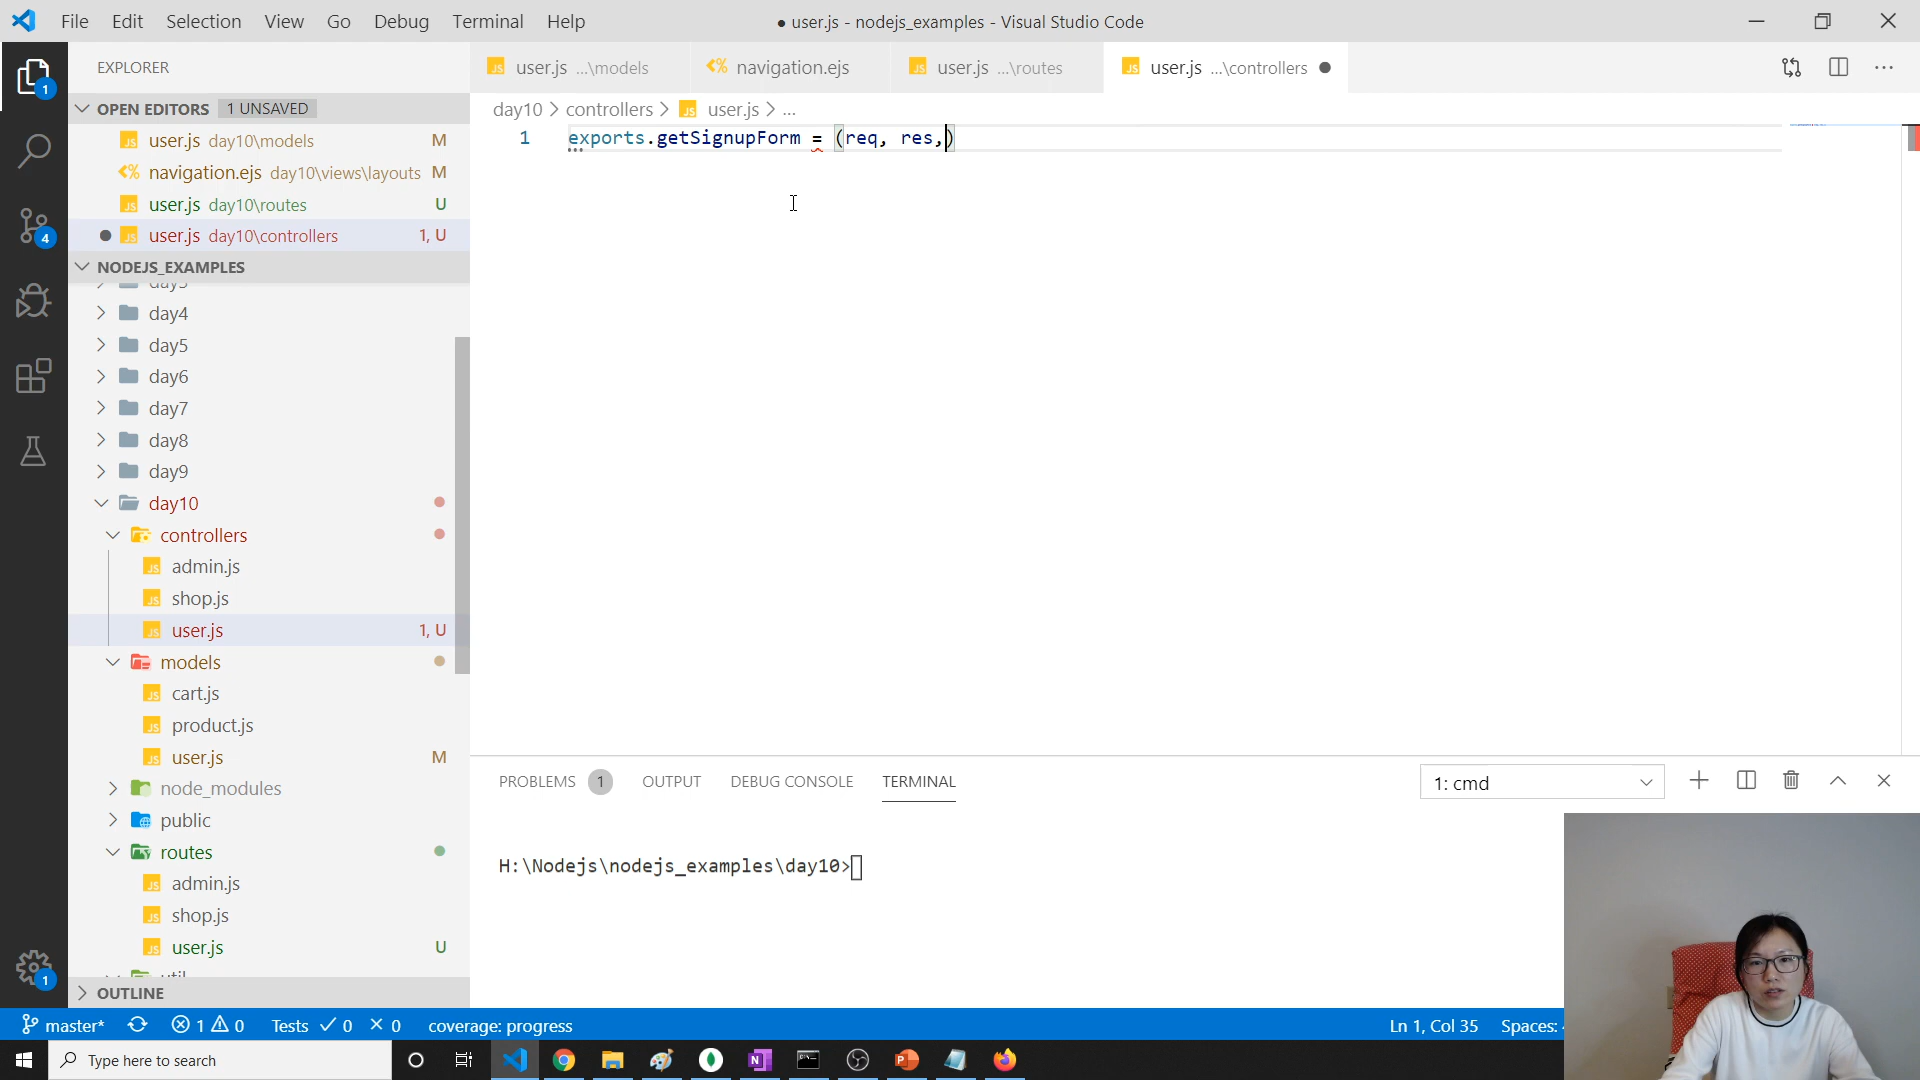 File Edit Selection View Go Debug Terminal Help
● user.js - nodejs_examples - Visual Studio Code
EXPLORER
OPEN EDITORS 1 UNSAVED
user.js day10\models M
navigation.ejs day10\views\layouts M
user.js day10\routes U
user.js day10\controllers 1, U
NODEJS_EXAMPLES
day3
day4
day5
day6
day7
day8
day9
day10
controllers
admin.js
shop.js
user.js 1, U
models
cart.js
product.js
user.js M
node_modules
public
routes
admin.js
shop.js
user.js U
util
OUTLINE
user.js ...\models
navigation.ejs
user.js ...\routes
user.js ...\controllers
day10 > controllers > user.js > ...
1 exports.getSignupForm = (req, res,)
PROBLEMS 1 OUTPUT DEBUG CONSOLE TERMINAL
1: cmd
H:\Nodejs\nodejs_examples\day10>
1
4
1
master* 1 0 Tests 0 0 coverage: progress
Ln 1, Col 35 Spaces:
Type here to search